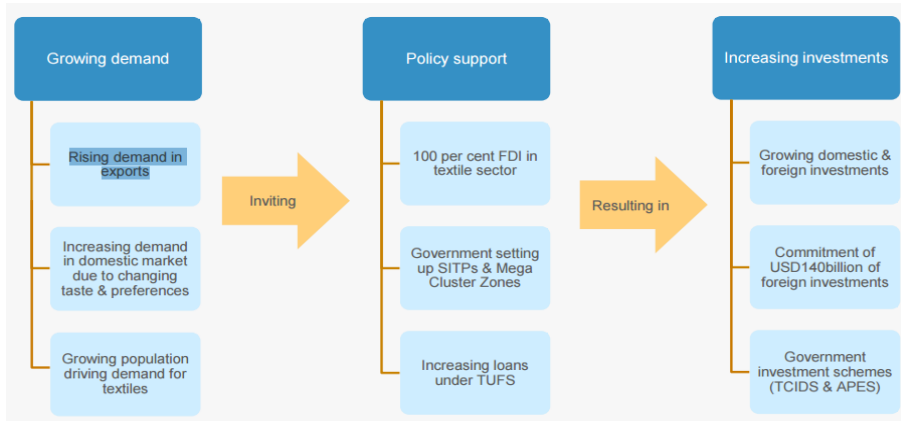 Growing demand
Rising demand in
exports
Increasing demand
in domestic market
due to changing
taste & preferences
Growing population
driving demand for
textiles
Inviting
Policy support
100 per cent FDI in
textile sector
Government setting
up SITPs & Mega
Cluster Zones
Increasing loans
under TUFS
Resulting in
Increasing investments
Growing domestic &
foreign investments
Commitment of
USD140billion of
foreign investments
Government
investment schemes
(TCIDS & APES)